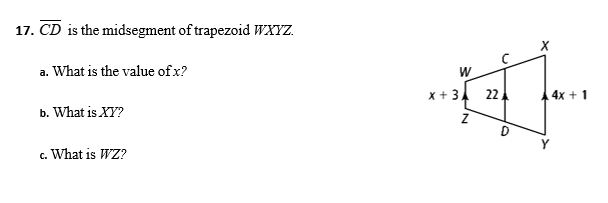 17. CD is the midsegment of trapezoid WXYZ.
a. What is the value of x?
b. What is XY?
c. What is WZ?
X
C
W
x + 3
22
4x + 1
Z
D
Y